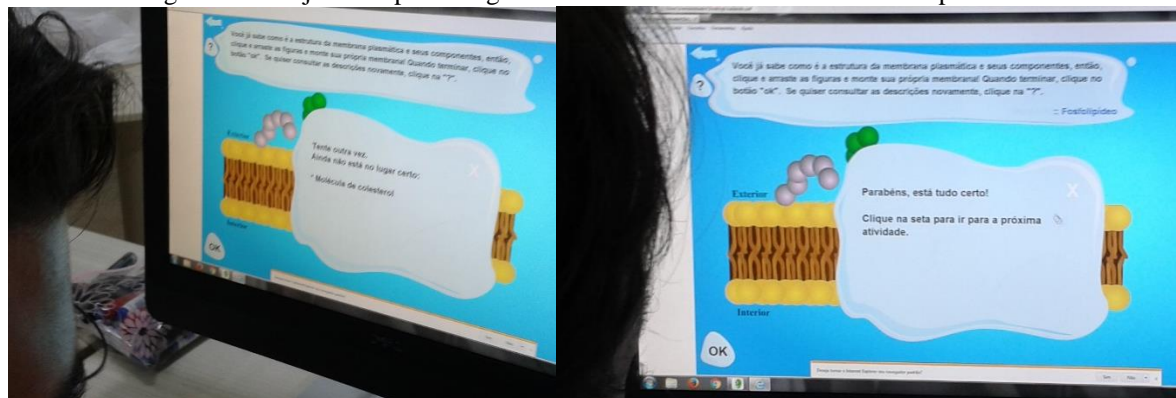 Você já sabe como é a estrutura da membrana plasmática e seus componentes, então,
clique e arraste as figuras e monte sua própria membrana! Quando terminar, clique no
botão "ok". Se quiser consultar as descrições novamente, clique na "?".
?
Tente outra vez.
Ainda não está no lugar certo:
* Molécula de colesterol
X
Exterior
Interior
OK
Você já sabe como é a estrutura da membrana plasmática e seus componentes, então,
clique e arraste as figuras e monte sua própria membrana! Quando terminar, clique no
botão "ok". Se quiser consultar as descrições novamente, clique na "?".
:: Fosfolipídeo
?
Parabéns, está tudo certo!
X
Clique na seta para ir para a próxima
atividade.
Exterior
Interior
OK